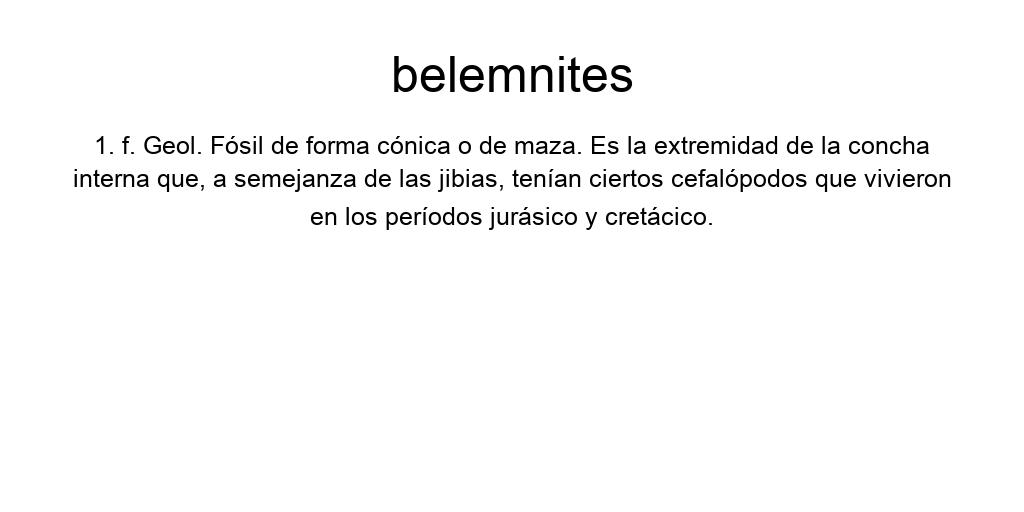 belemnites
1. f. Geol. Fósil de forma cónica o de maza. Es la extremidad de la concha
interna que, a semejanza de las jibias, tenían ciertos cefalópodos que vivieron
en los períodos jurásico y cretácico.